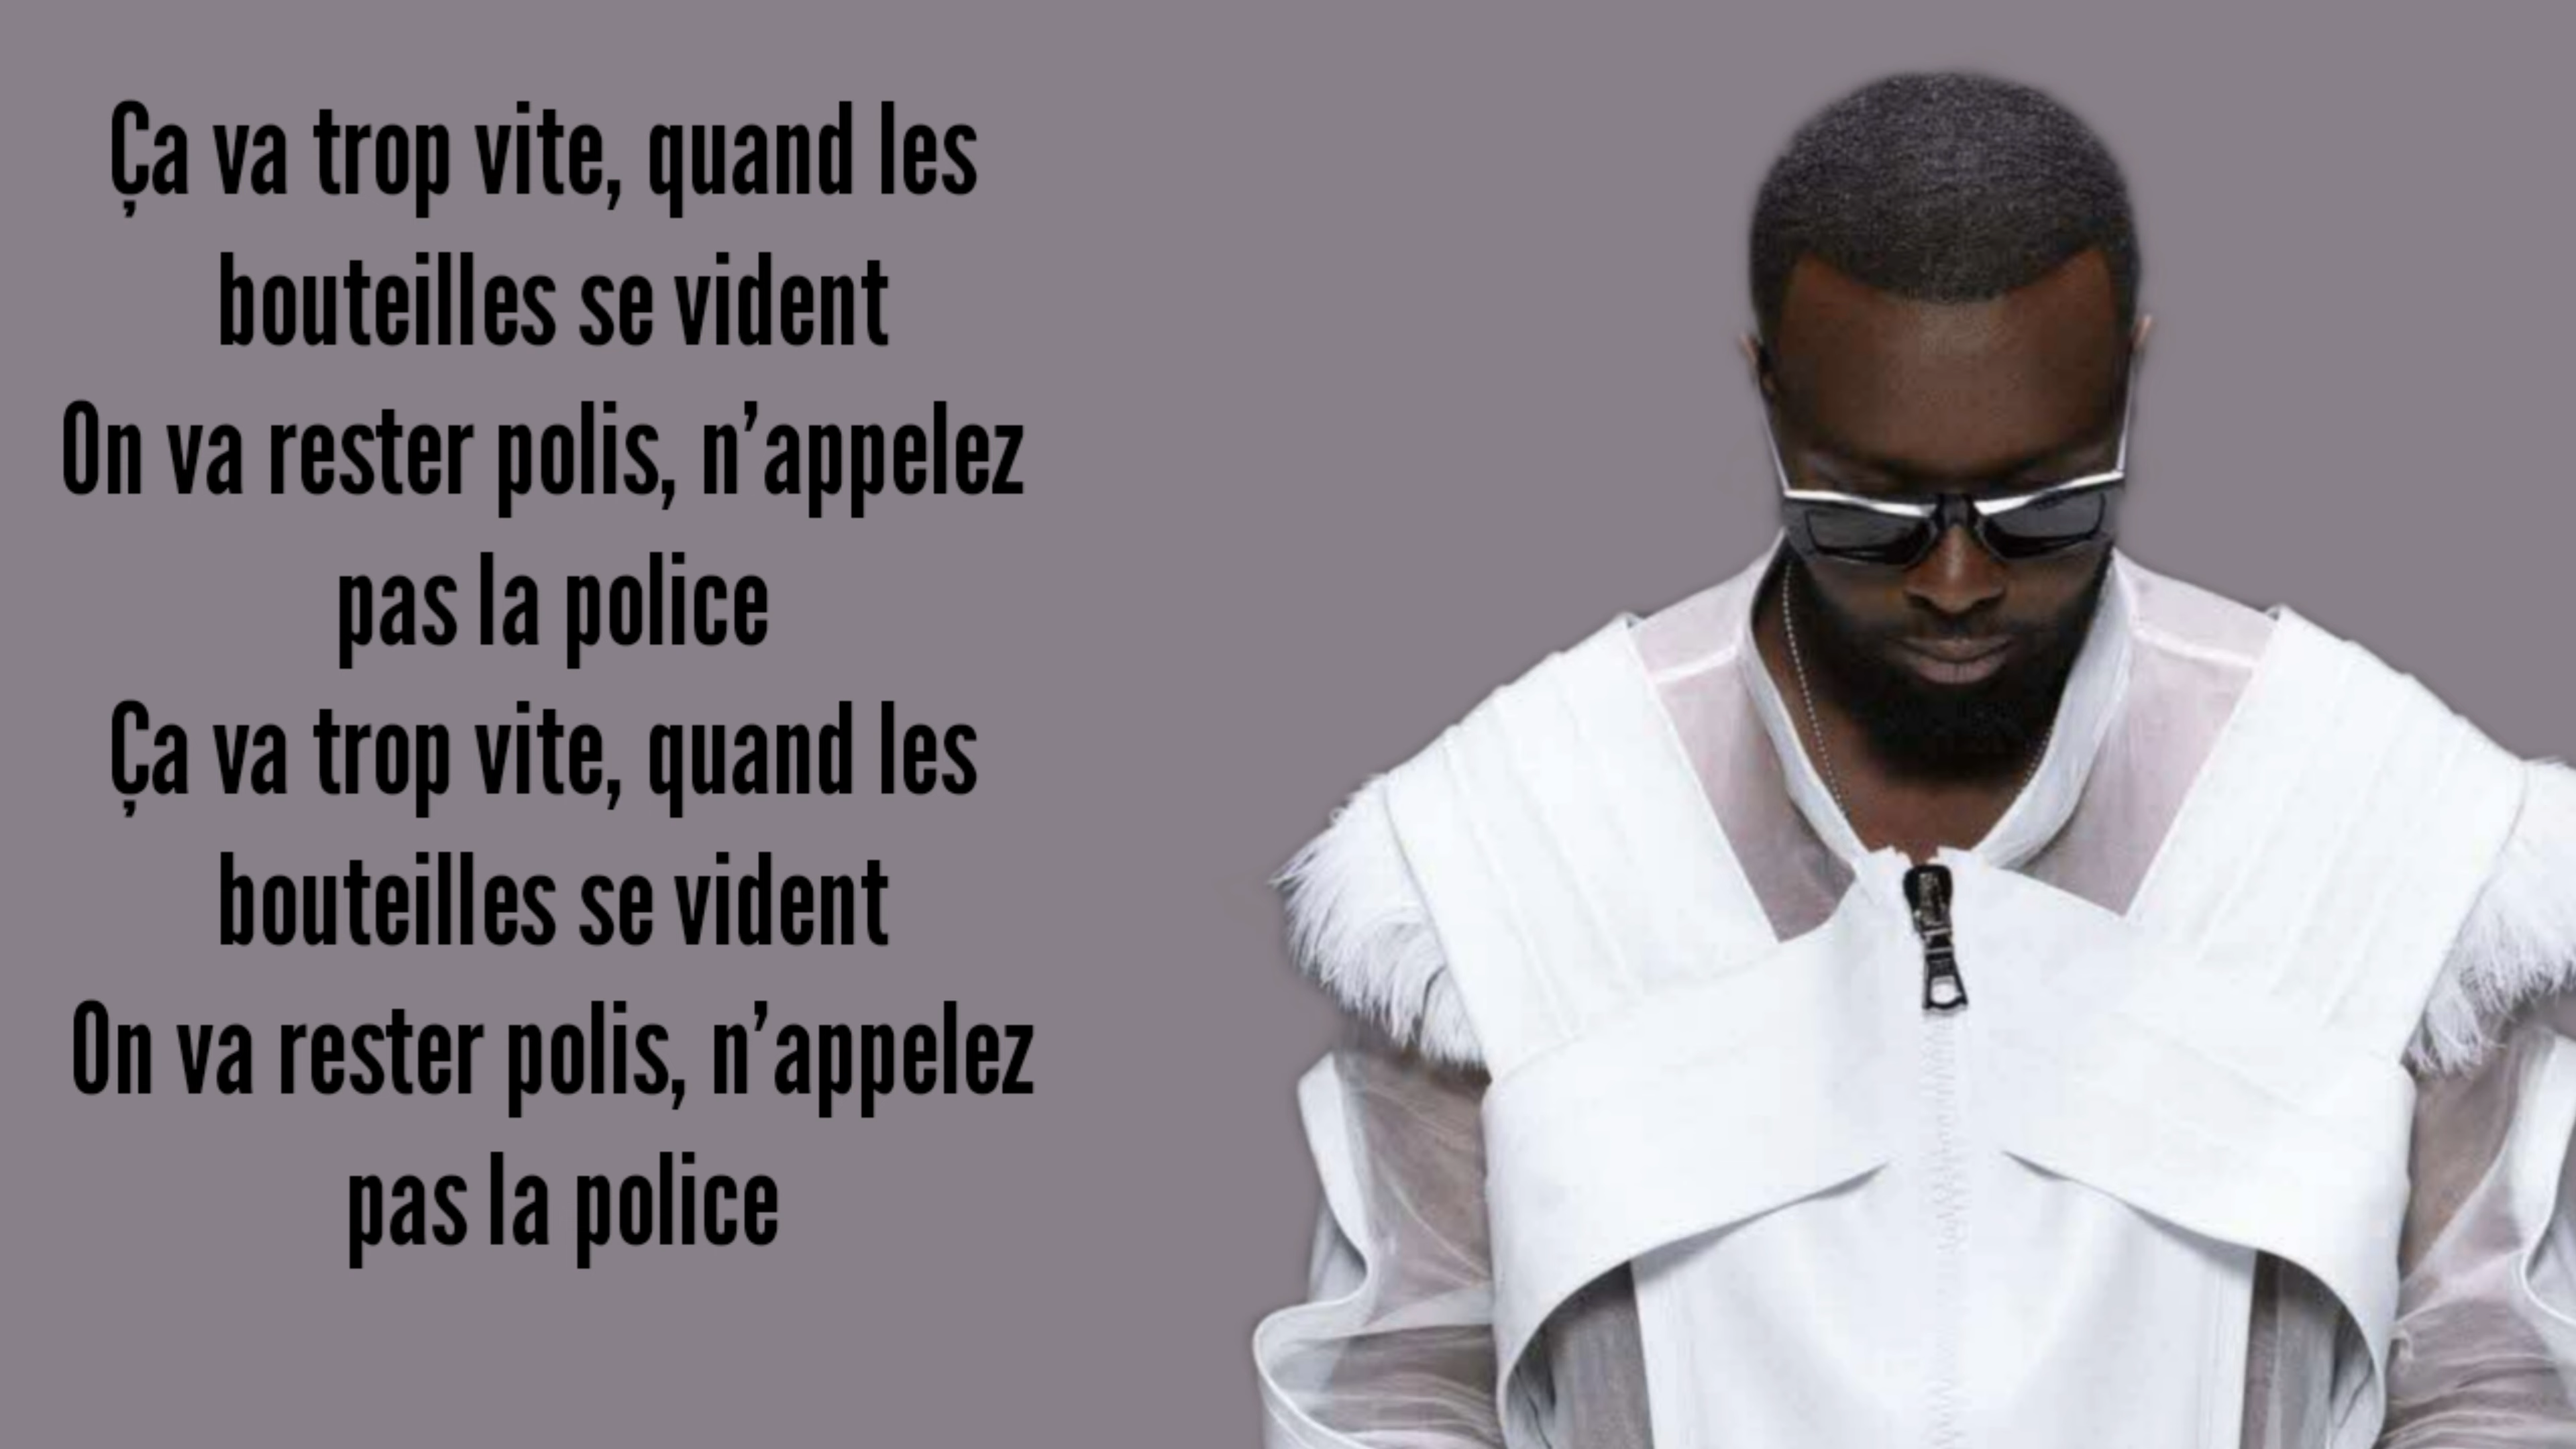 Ça va trop vite, quand les
bouteilles se vident
On va rester polis, n’appelez
pas la police
Ça va trop vite, quand les
bouteilles se vident
On va rester polis, n’appelez
pas la police